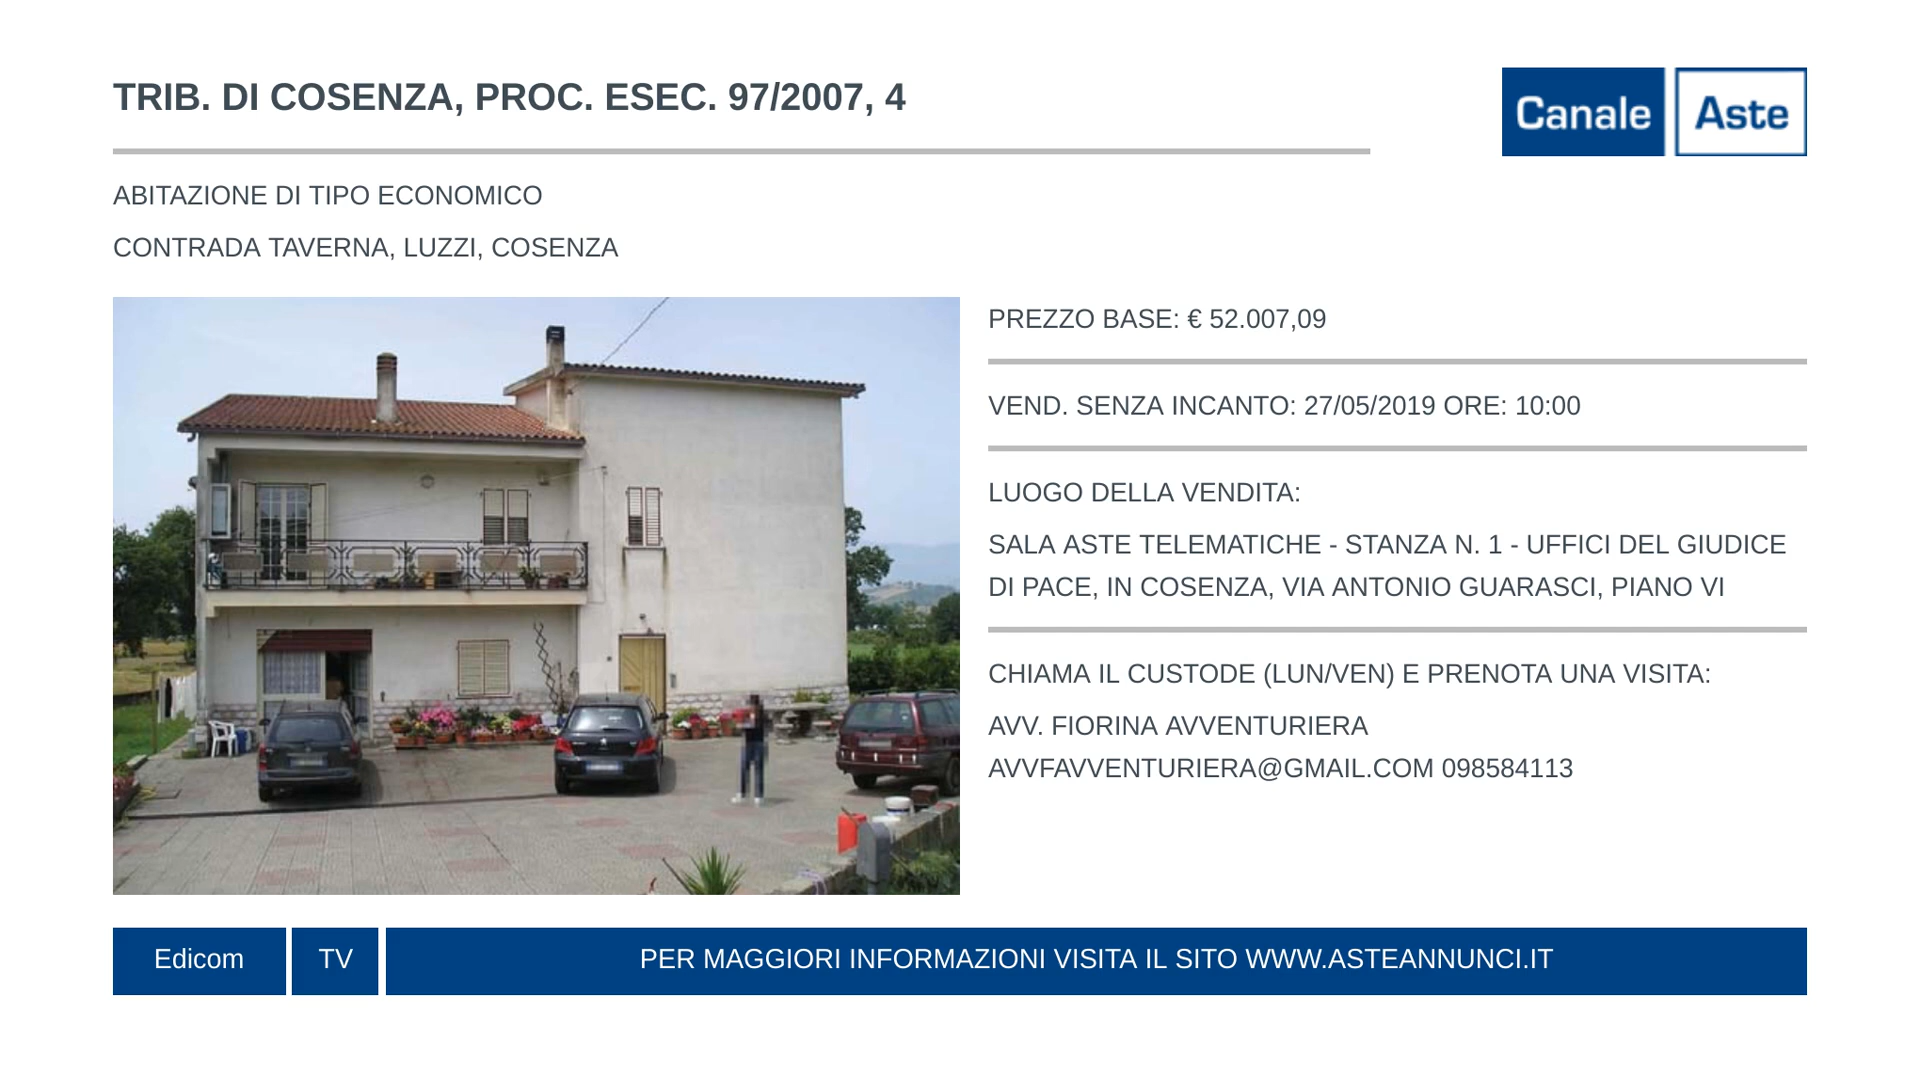 TRIB. DI COSENZA, PROC. ESEC. 97/2007, 4
Canale Aste
ABITAZIONE DI TIPO ECONOMICO
CONTRADA TAVERNA, LUZZI, COSENZA
PREZZO BASE: € 52.007,09
VEND. SENZA INCANTO: 27/05/2019 ORE: 10:00
LUOGO DELLA VENDITA:
SALA ASTE TELEMATICHE - STANZA N. 1 - UFFICI DEL GIUDICE
DI PACE, IN COSENZA, VIA ANTONIO GUARASCI, PIANO VI
CHIAMA IL CUSTODE (LUN/VEN) E PRENOTA UNA VISITA:
AVV. FIORINA AVVENTURIERA
AVVFAVVENTURIERA@GMAIL.COM 098584113
Edicom TV PER MAGGIORI INFORMAZIONI VISITA IL SITO WWW.ASTEANNUNCI.IT